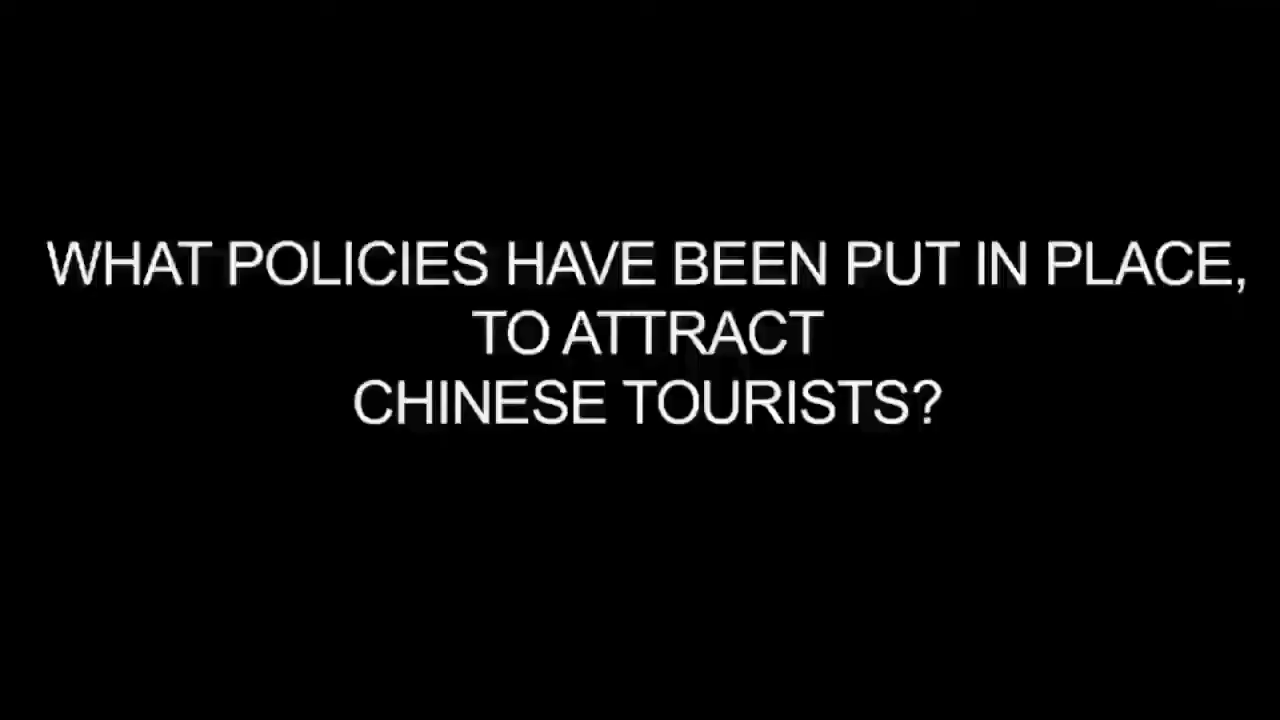 WHAT POLICIES HAVE BEEN PUT IN PLACE,
TO ATTRACT
CHINESE TOURISTS?